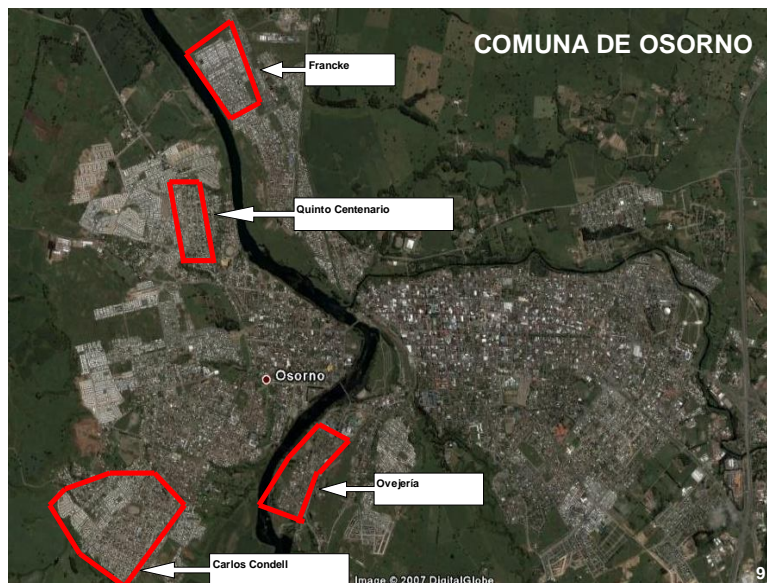 COMUNA DE OSORNO
Francke
Quinto Centenario
Osorno
Ovejería
Carlos Condell
Image © 2007 DigitalGlobe
9